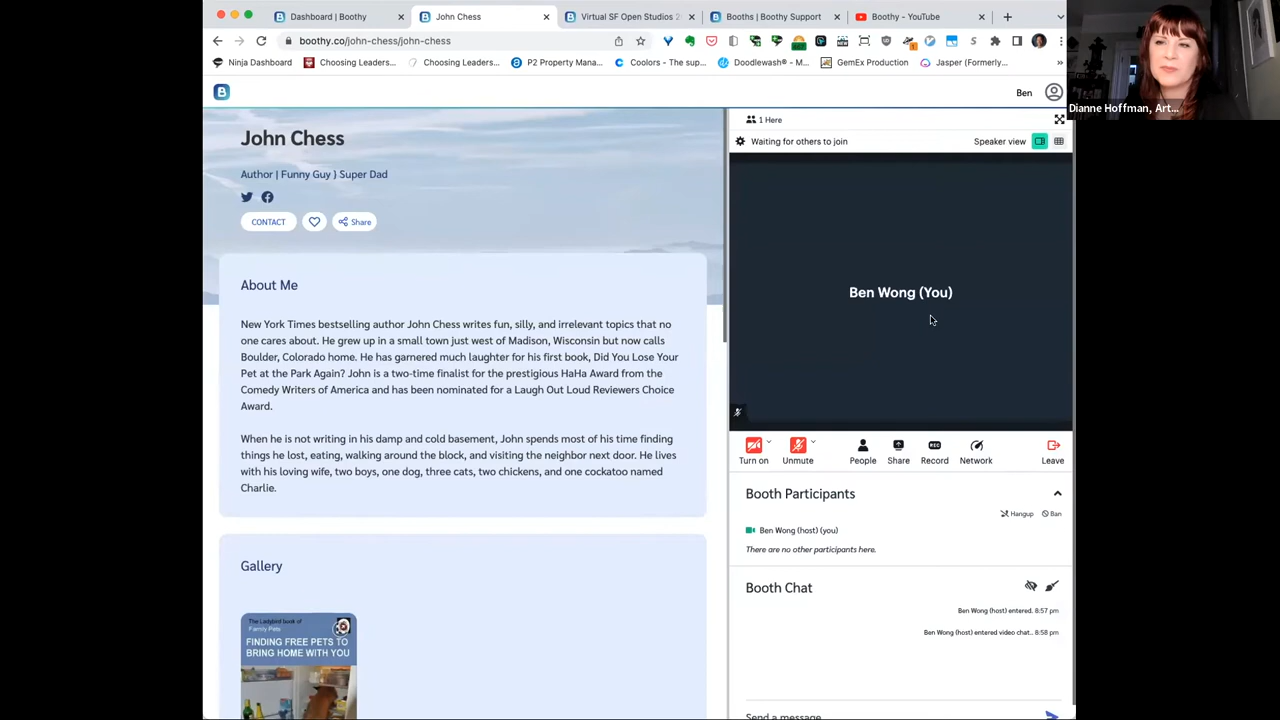 Dashboard | Boothy
John Chess
Virtual SF Open Studios 2
Booths | Boothy Support
Boothy - YouTube
boothy.co/john-chess/john-chess
Ninja Dashboard
Choosing Leaders...
Choosing Leaders...
P2 Property Mana...
Coolors - The sup...
Doodlewash® - M...
GemEx Production
Jasper (Formerly...
»
Dianne Hoffman, Art...
B
Ben
John Chess
Author | Funny Guy } Super Dad
CONTACT
Share
About Me
New York Times bestselling author John Chess writes fun, silly, and irrelevant topics that no
one cares about. He grew up in a small town just west of Madison, Wisconsin but now calls
Boulder, Colorado home. He has garnered much laughter for his first book, Did You Lose Your
Pet at the Park Again? John is a two-time finalist for the prestigious HaHa Award from the
Comedy Writers of America and has been nominated for a Laugh Out Loud Reviewers Choice
Award.
When he is not writing in his damp and cold basement, John spends most of his time finding
things he lost, eating, walking around the block, and visiting the neighbor next door. He lives
with his loving wife, two boys, one dog, three cats, two chickens, and one cockatoo named
Charlie.
Gallery
The Ladybird book of
Family Pets
FINDING FREE PETS TO
BRING HOME WITH YOU
1 Here
Waiting for others to join
Speaker view
Ben Wong (You)
Turn on
Unmute
People
Share
REC
Record
Network
Leave
Booth Participants
Hangup
Ban
Ben Wong (host) (you)
There are no other participants here.
Booth Chat
Ben Wong (host) entered. 8:57 pm
Ben Wong (host) entered video chat.. 8:58 pm
Send a message